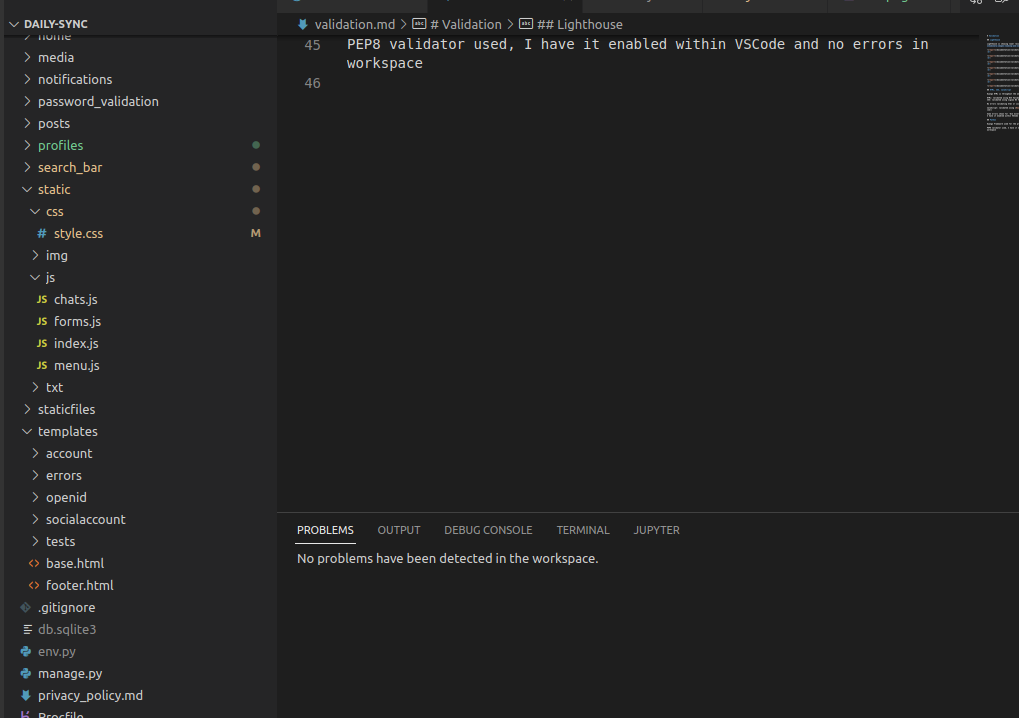 DAILY-SYNC
home
media
notifications
password_validation
posts
profiles
search_bar
static
css
# style.css M
img
js
JS chats.js
JS forms.js
JS index.js
JS menu.js
txt
staticfiles
templates
account
errors
openid
socialaccount
tests
<> base.html
<> footer.html
.gitignore
db.sqlite3
env.py
manage.py
privacy_policy.md
Procfile
validation.md > abc # Validation > abc ## Lighthouse
45 PEP8 validator used, I have it enabled within VSCode and no errors in
workspace
46
PROBLEMS OUTPUT DEBUG CONSOLE TERMINAL JUPYTER
No problems have been detected in the workspace.